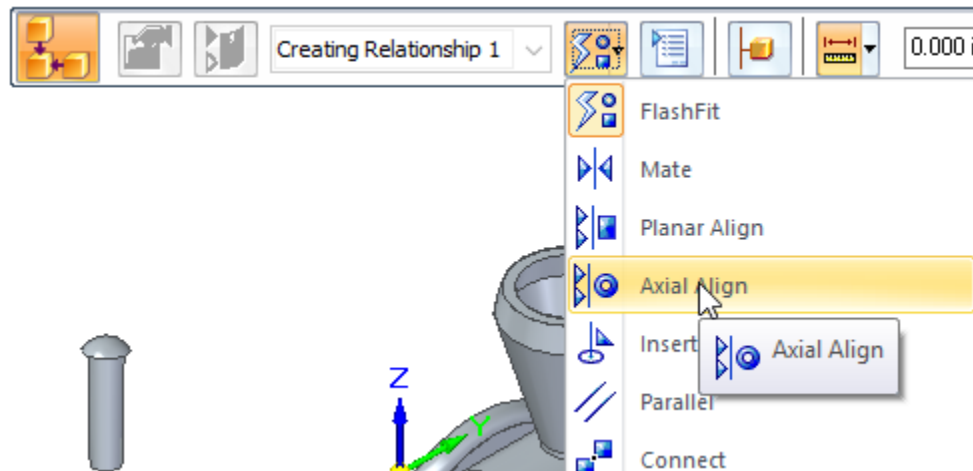 Creating Relationship 1
0.000 i
FlashFit
Mate
Planar Align
Axial Align
Insert
Axial Align
Parallel
Connect
Z
Y